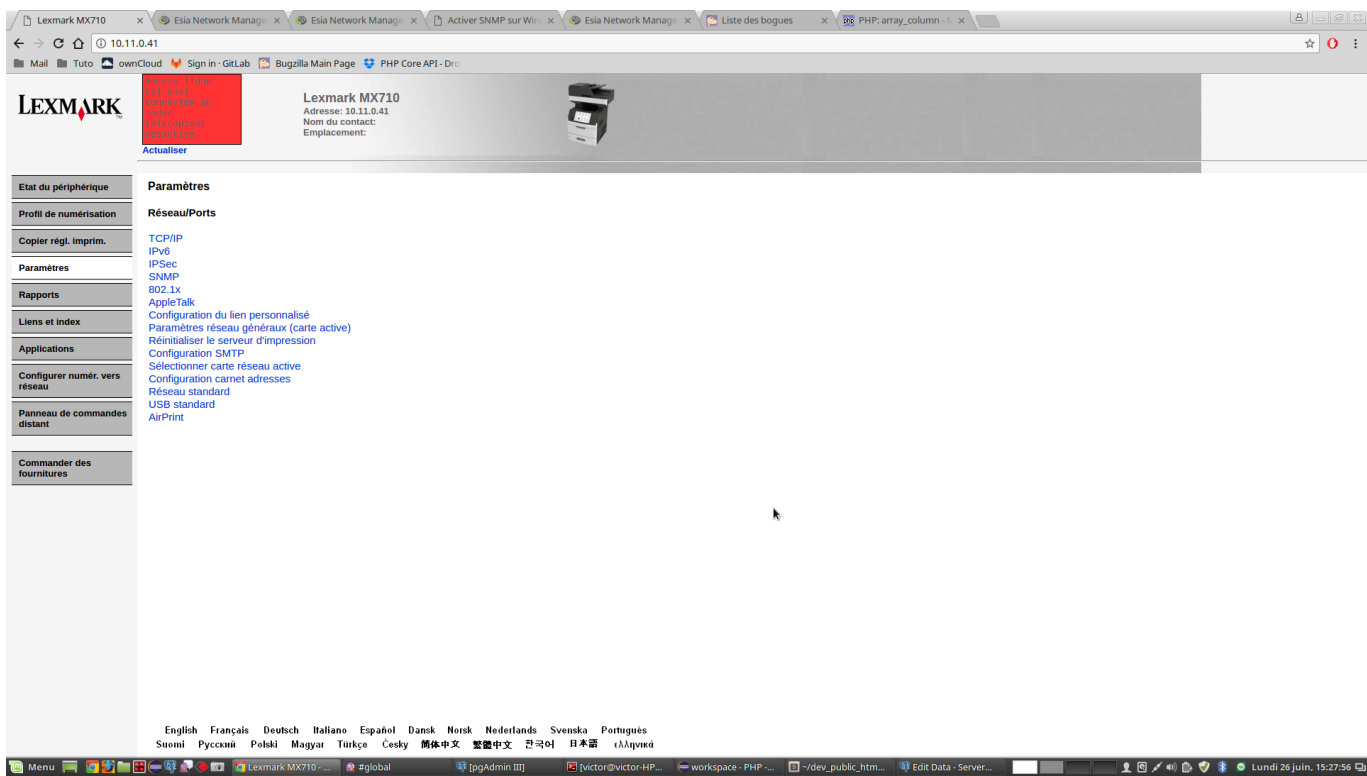 Lexmark MX710
Esia Network Manage
Esia Network Manage
Activer SNMP sur Win
Esia Network Manage
Liste des bogues
PHP: array_column -
10.11.0.41
Mail Tuto ownCloud Sign in · GitLab Bugzilla Main Page PHP Core API - Dro
LEXMARK
Aucune ligne
connectée au
modem
télécopieur,
désactivé.
Actualiser
Lexmark MX710
Adresse: 10.11.0.41
Nom du contact:
Emplacement:
Etat du périphérique
Profil de numérisation
Copier régl. imprim.
Paramètres
Rapports
Liens et index
Applications
Configurer numér. vers
réseau
Panneau de commandes
distant
Commander des
fournitures
Paramètres
Réseau/Ports
TCP/IP
IPv6
IPSec
SNMP
802.1x
AppleTalk
Configuration du lien personnalisé
Paramètres réseau généraux (carte active)
Réinitialiser le serveur d'impression
Configuration SMTP
Sélectionner carte réseau active
Configuration carnet adresses
Réseau standard
USB standard
AirPrint
English Français Deutsch Italiano Español Dansk Norsk Nederlands Svenska Português
Suomi Русский Polski Magyar Türkçe Česky 简体中文 繁體中文 한국어 日本語 ελληνικά
Menu Lexmark MX710 - ... #global [pgAdmin III] [victor@victor-HP... workspace - PHP -... ~/dev_public_htm... Edit Data - Server... Lundi 26 juin, 15:27:56